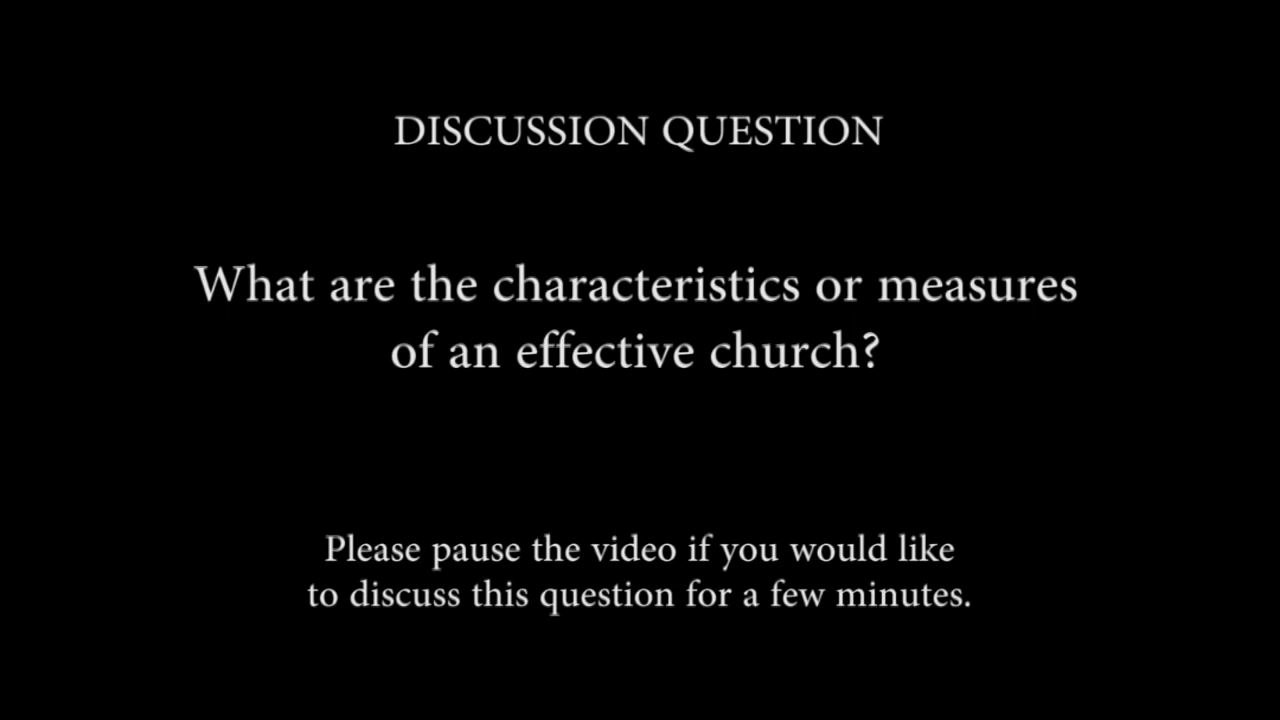 DISCUSSION QUESTION
What are the characteristics or measures
of an effective church?
Please pause the video if you would like
to discuss this question for a few minutes.